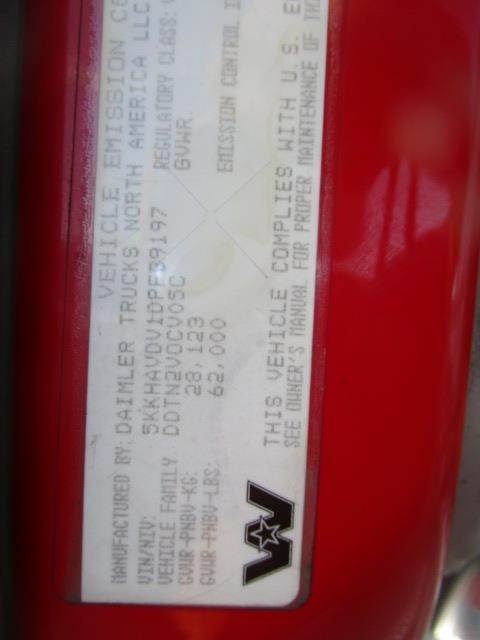 VEHICLE EMISSION
MANUFACTURED BY: DAIMLER TRUCKS NORTH AMERICA LLC
VIN/NIV: 5KKHAVDV1DPFB9197
VEHICLE FAMILY DDTN2VOCV05C REGULATORY CLASS:
GVWR-PNBV-KG: 28,123 GVWR
GVWR-PNBV-LBS: 62,000
EMISSION CONTROL
THIS VEHICLE COMPLIES WITH U.S.
SEE OWNER'S MANUAL FOR PROPER MAINTENANCE OF